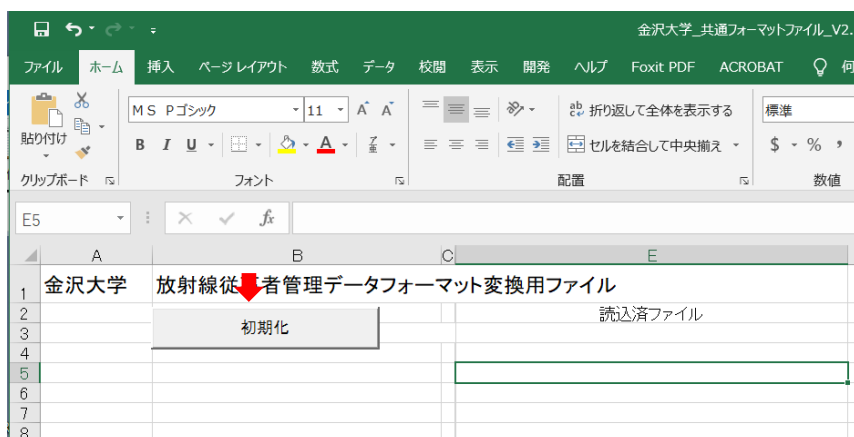 金沢大学_共通フォーマットファイル_V2.
ファイル ホーム 挿入 ページ レイアウト 数式 データ 校閲 表示 開発 ヘルプ Foxit PDF ACROBAT 何
MS Pゴシック 11 A A ab 折り返して全体を表示する 標準
貼り付け B I U A セルを結合して中央揃え $ % ,
クリップボード フォント 配置 数値
E5 fx
A B C E
1 金沢大学 放射線従事者管理データフォーマット変換用ファイル
2 読込済ファイル
初期化
3
4
5
6
7
8